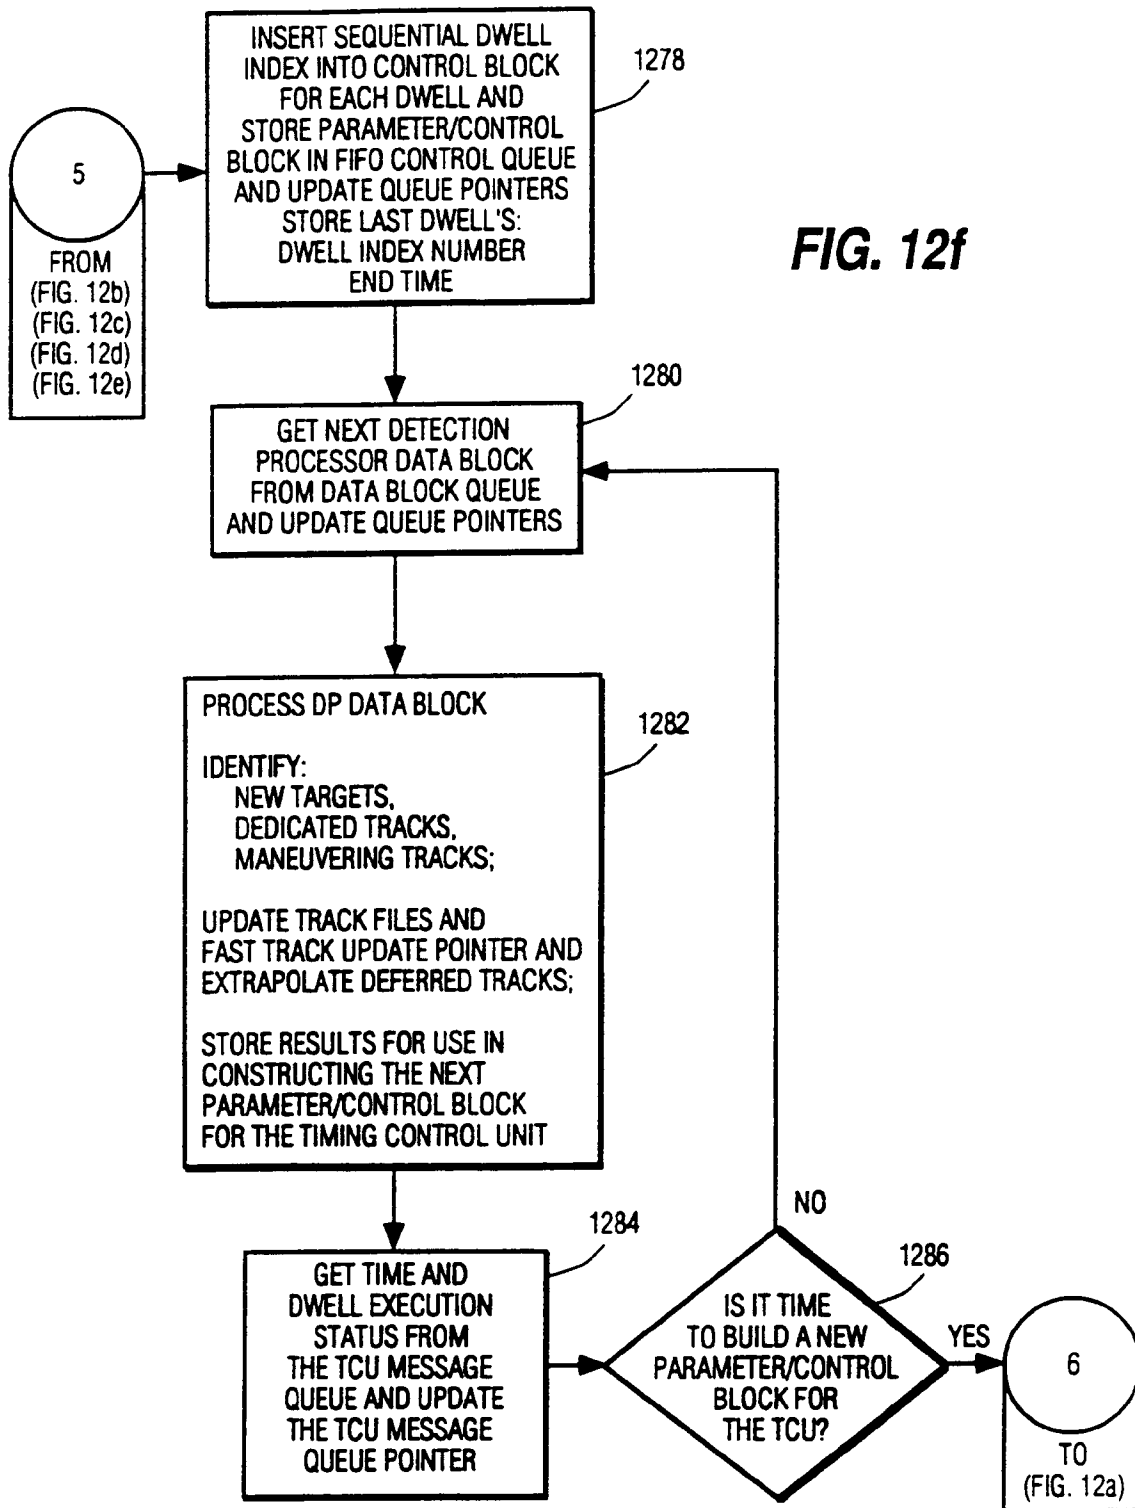 INSERT SEQUENTIAL DWELL
INDEX INTO CONTROL BLOCK
FOR EACH DWELL AND
STORE PARAMETER/CONTROL
BLOCK IN FIFO CONTROL QUEUE
AND UPDATE QUEUE POINTERS
STORE LAST DWELL'S:
DWELL INDEX NUMBER
END TIME
1278
5
FROM
(FIG. 12b)
(FIG. 12c)
(FIG. 12d)
(FIG. 12e)
FIG. 12f
1280
GET NEXT DETECTION
PROCESSOR DATA BLOCK
FROM DATA BLOCK QUEUE
AND UPDATE QUEUE POINTERS
PROCESS DP DATA BLOCK
1282
IDENTIFY:
NEW TARGETS,
DEDICATED TRACKS,
MANEUVERING TRACKS;
UPDATE TRACK FILES AND
FAST TRACK UPDATE POINTER AND
EXTRAPOLATE DEFERRED TRACKS;
STORE RESULTS FOR USE IN
CONSTRUCTING THE NEXT
PARAMETER/CONTROL BLOCK
FOR THE TIMING CONTROL UNIT
1284
GET TIME AND
DWELL EXECUTION
STATUS FROM
THE TCU MESSAGE
QUEUE AND UPDATE
THE TCU MESSAGE
QUEUE POINTER
NO
1286
IS IT TIME
TO BUILD A NEW
PARAMETER/CONTROL
BLOCK FOR
THE TCU?
YES
6
TO
(FIG. 12a)